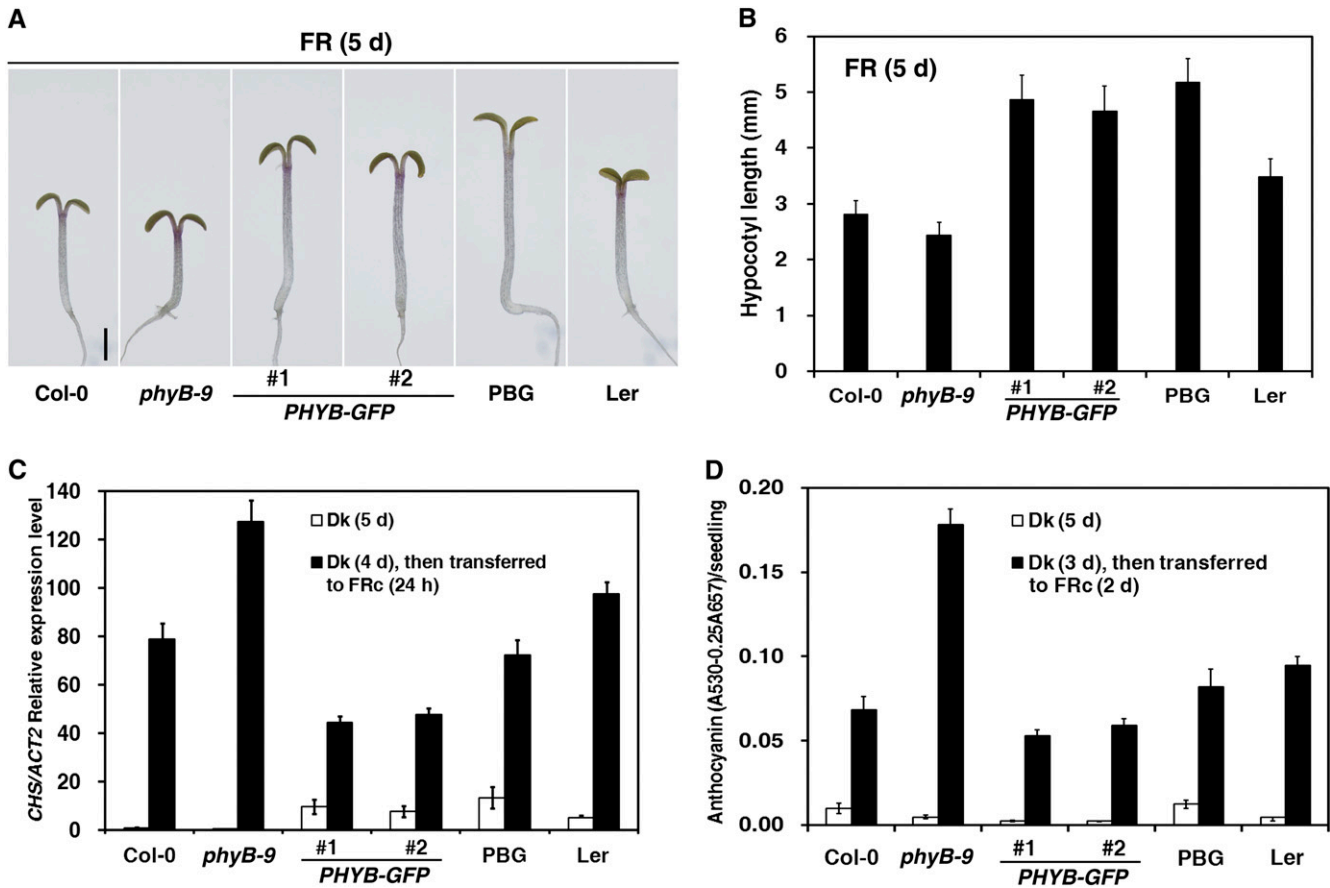 A
FR (5 d)
Col-0
phyB-9
#1
#2
PHYB-GFP
PBG
Ler
B
6
5
4
3
2
1
0
Hypocotyl length (mm)
FR (5 d)
Col-0
phyB-9
#1
#2
PHYB-GFP
PBG
Ler
C
140
120
100
80
60
40
20
0
CHS/ACT2 Relative expression level
Dk (5 d)
Dk (4 d), then transferred
to FRc (24 h)
Col-0
phyB-9
#1
#2
PHYB-GFP
PBG
Ler
D
0.20
0.15
0.10
0.05
0.00
Anthocyanin (A530-0.25A657)/seedling
Dk (5 d)
Dk (3 d), then transferred
to FRc (2 d)
Col-0
phyB-9
#1
#2
PHYB-GFP
PBG
Ler